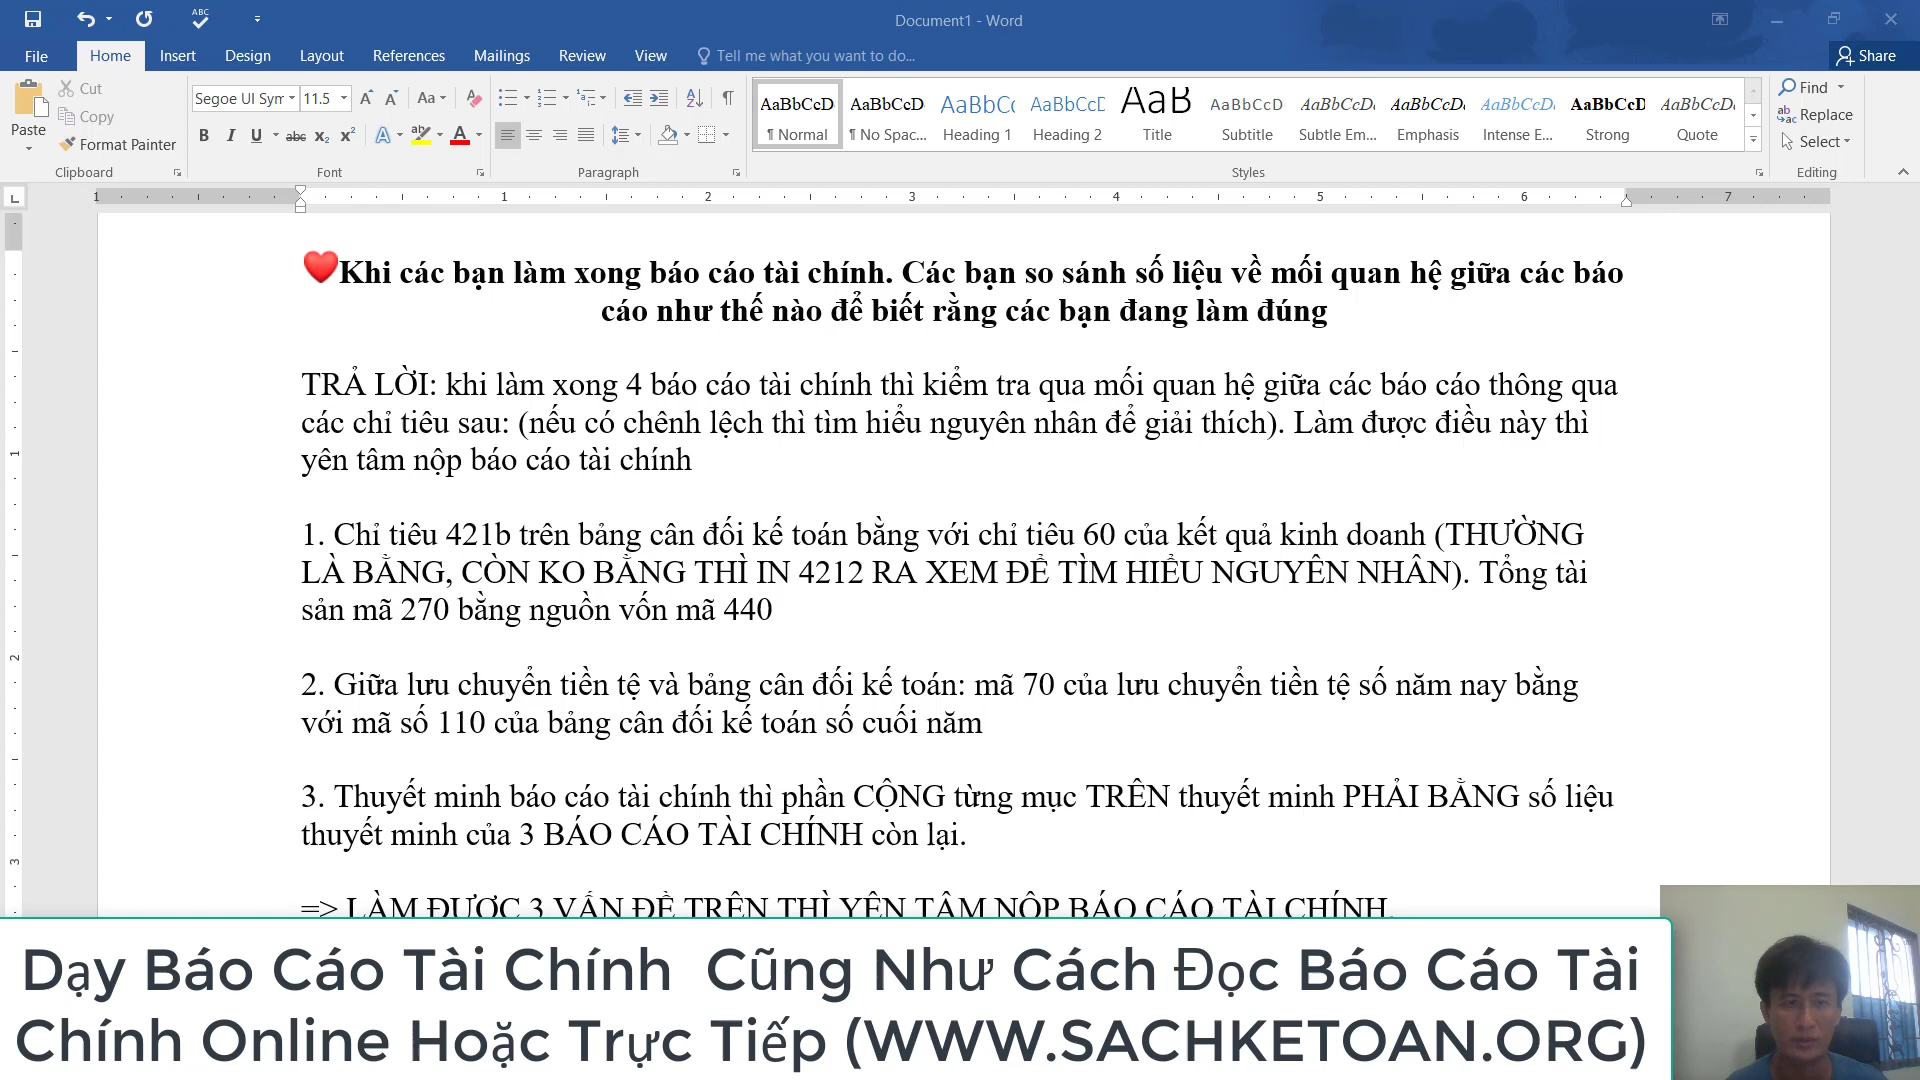 Document1 - Word
File Home Insert Design Layout References Mailings Review View Tell me what you want to do... Share
Paste
Cut
Copy
Format Painter
Clipboard
Segoe UI Sym 11.5
Font
Paragraph
AaBbCcD AaBbCcD AaBbC AaBbCcD AaB AaBbCcD AaBbCcD AaBbCcD AaBbCcD AaBbCcD AaBbCcD
¶ Normal ¶ No Spac... Heading 1 Heading 2 Title Subtitle Subtle Em... Emphasis Intense E... Strong Quote
Styles
Find
Replace
Select
Editing
1 1 2 3 4 5 6 7
❤Khi các bạn làm xong báo cáo tài chính. Các bạn so sánh số liệu về mối quan hệ giữa các báo
cáo như thế nào để biết rằng các bạn đang làm đúng
TRẢ LỜI: khi làm xong 4 báo cáo tài chính thì kiểm tra qua mối quan hệ giữa các báo cáo thông qua
các chỉ tiêu sau: (nếu có chênh lệch thì tìm hiểu nguyên nhân để giải thích). Làm được điều này thì
yên tâm nộp báo cáo tài chính
1. Chỉ tiêu 421b trên bảng cân đối kế toán bằng với chỉ tiêu 60 của kết quả kinh doanh (THƯỜNG
LÀ BẰNG, CÒN KO BẰNG THÌ IN 4212 RA XEM ĐỂ TÌM HIỂU NGUYÊN NHÂN). Tổng tài
sản mã 270 bằng nguồn vốn mã 440
2. Giữa lưu chuyển tiền tệ và bảng cân đối kế toán: mã 70 của lưu chuyển tiền tệ số năm nay bằng
với mã số 110 của bảng cân đối kế toán số cuối năm
3. Thuyết minh báo cáo tài chính thì phần CỘNG từng mục TRÊN thuyết minh PHẢI BẰNG số liệu
thuyết minh của 3 BÁO CÁO TÀI CHÍNH còn lại.
=> LÀM ĐƯỢC 3 VẤN ĐỀ TRÊN THÌ YÊN TÂM NỘP BÁO CÁO TÀI CHÍNH.
Dạy Báo Cáo Tài Chính Cũng Như Cách Đọc Báo Cáo Tài
Chính Online Hoặc Trực Tiếp (WWW.SACHKETOAN.ORG)